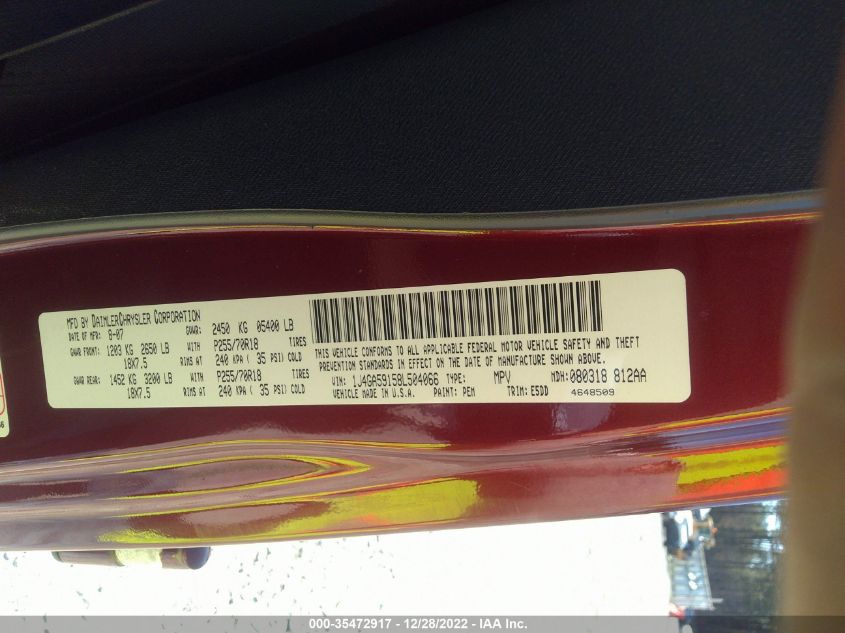 MFD BY DAIMLERCHRYSLER CORPORATION
DATE OF MFR: 8-07 GVWR: 2450 KG 05400 LB
GAWR FRONT: 1203 KG 2650 LB WITH P255/70R18 TIRES
18X7.5 RIMS AT 240 KPA ( 35 PSI) COLD
GAWR REAR: 1452 KG 3200 LB WITH P255/70R18 TIRES
18X7.5 RIMS AT 240 KPA ( 35 PSI) COLD
THIS VEHICLE CONFORMS TO ALL APPLICABLE FEDERAL MOTOR VEHICLE SAFETY AND THEFT
PREVENTION STANDARDS IN EFFECT ON THE DATE OF MANUFACTURE SHOWN ABOVE.
VIN: 1J4GA59158L504066 TYPE: MPV MDH: 080318 812AA
VEHICLE MADE IN U.S.A. PAINT: PEM TRIM: E5DD 4648509
000-35472917 - 12/28/2022 - IAA Inc.